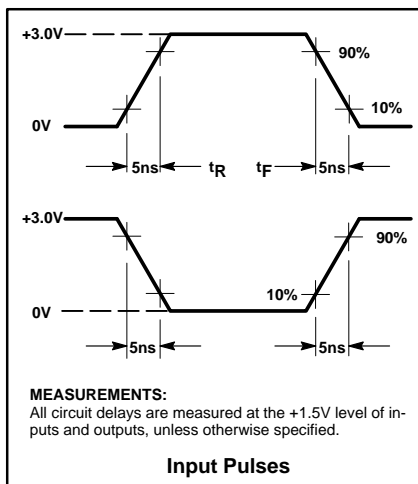 +3.0V
90%
10%
0V
5ns tR tF 5ns
+3.0V
90%
10%
0V
5ns 5ns
MEASUREMENTS:
All circuit delays are measured at the +1.5V level of in-
puts and outputs, unless otherwise specified.
Input Pulses